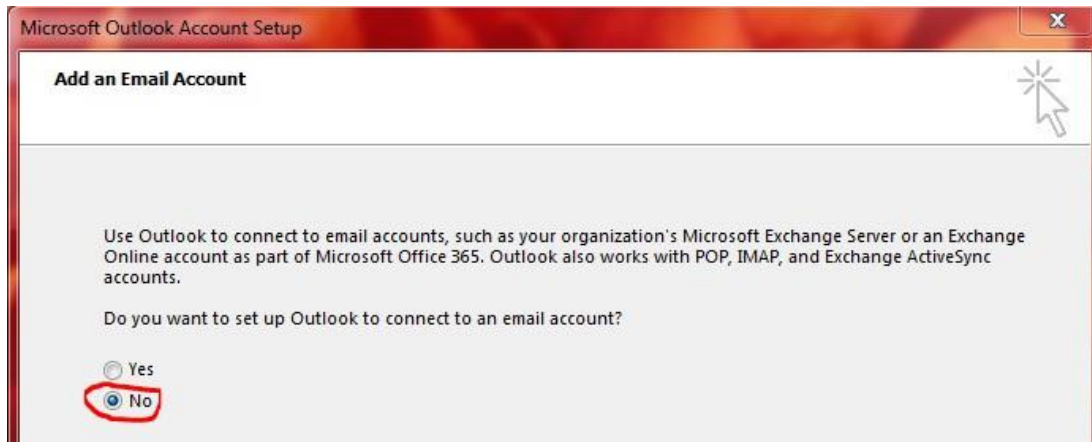 Microsoft Outlook Account Setup
Add an Email Account
Use Outlook to connect to email accounts, such as your organization's Microsoft Exchange Server or an Exchange
Online account as part of Microsoft Office 365. Outlook also works with POP, IMAP, and Exchange ActiveSync
accounts.
Do you want to set up Outlook to connect to an email account?
Yes
No